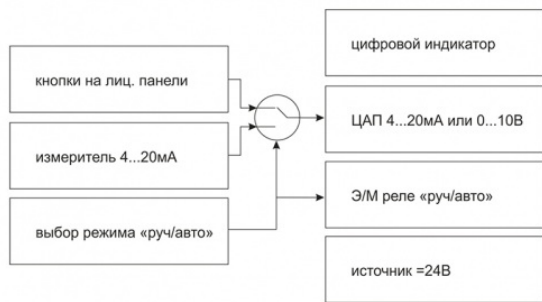 цифровой индикатор
кнопки на лиц. панели
ЦАП 4...20мА или 0...10В
измеритель 4...20мА
Э/М реле «руч/авто»
выбор режима «руч/авто»
источник =24В